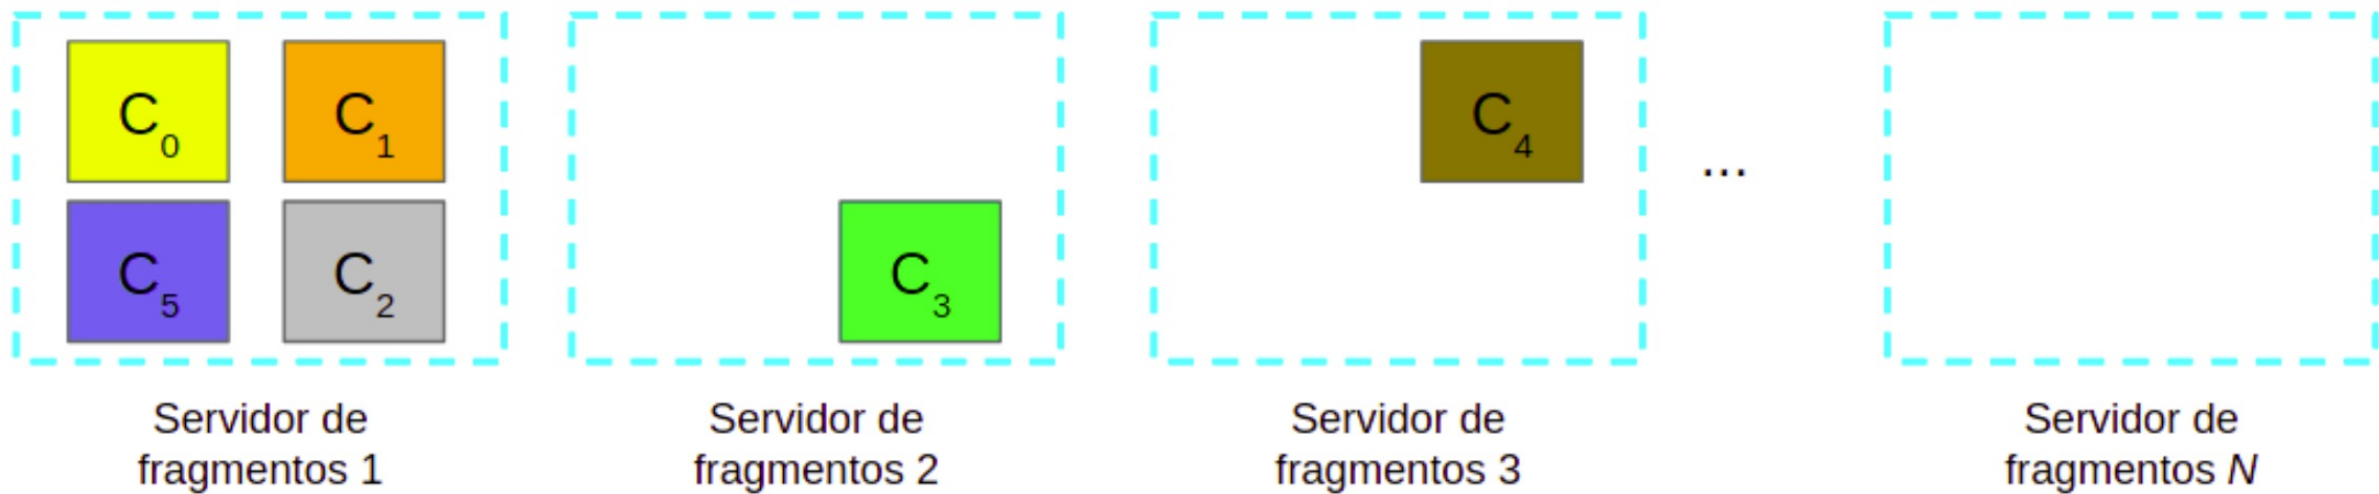 C0
C1
C5
C2
C3
C4
...
Servidor de
fragmentos 1
Servidor de
fragmentos 2
Servidor de
fragmentos 3
Servidor de
fragmentos N